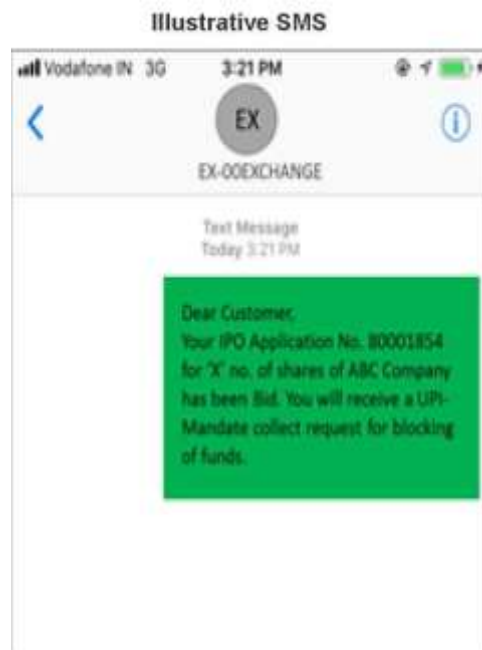 Illustrative SMS
Vodafone IN 3G 3:21 PM
EX
EX-00EXCHANGE
Text Message
Today 3:21 PM
Dear Customer,
Your IPO Application No. 80001854
for 'X' no. of shares of ABC Company
has been Bid. You will receive a UPI-
Mandate collect request for blocking
of funds.